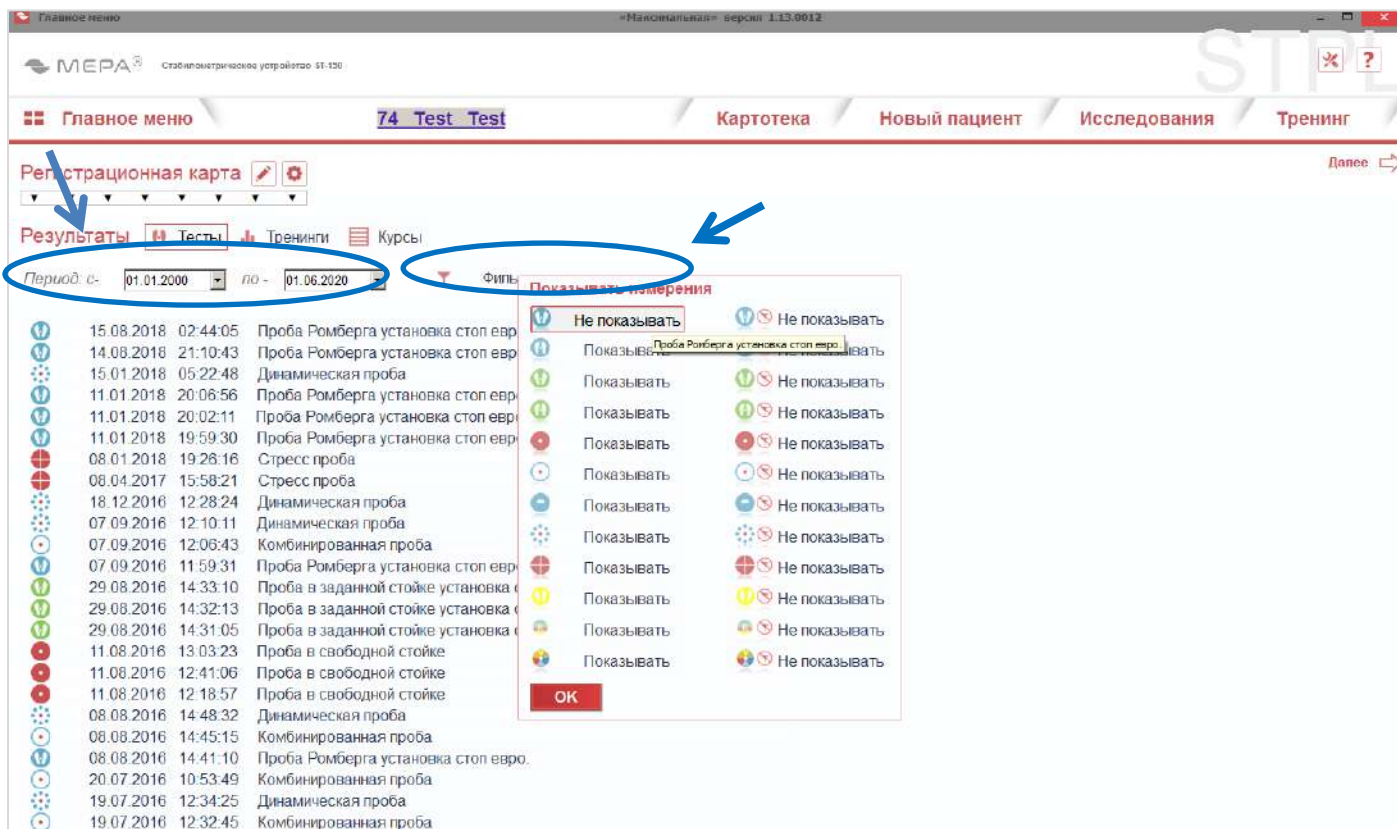 Главное меню «Максимальная» версия 1.13.0012
МЕРА® Стабилометрическое устройство ST-150 STPL ?
Главное меню 74 Test Test Картотека Новый пациент Исследования Тренинг
Регистрационная карта Далее
Результаты Тесты Тренинги Курсы
Период: с- 01.01.2000 по - 01.06.2020 Филь
Показывать измерения
Не показывать Не показывать
Проба Ромберга установка стоп евро.
Показывать Не показывать
Показывать Не показывать
Показывать Не показывать
Показывать Не показывать
Показывать Не показывать
Показывать Не показывать
Показывать Не показывать
Показывать Не показывать
Показывать Не показывать
Показывать Не показывать
Показывать Не показывать
OK
15.08.2018 02:44:05 Проба Ромберга установка стоп евр
14.08.2018 21:10:43 Проба Ромберга установка стоп евр
15.01.2018 05:22:48 Динамическая проба
11.01.2018 20:06:56 Проба Ромберга установка стоп евр
11.01.2018 20:02:11 Проба Ромберга установка стоп евр
11.01.2018 19:59:30 Проба Ромберга установка стоп евр
08.01.2018 19:26:16 Стресс проба
08.04.2017 15:58:21 Стресс проба
18.12.2016 12:28:24 Динамическая проба
07.09.2016 12:10:11 Динамическая проба
07.09.2016 12:06:43 Комбинированная проба
07.09.2016 11:59:31 Проба Ромберга установка стоп евр
29.08.2016 14:33:10 Проба в заданной стойке установка
29.08.2016 14:32:13 Проба в заданной стойке установка
29.08.2016 14:31:05 Проба в заданной стойке установка
11.08.2016 13:03:23 Проба в свободной стойке
11.08.2016 12:41:06 Проба в свободной стойке
11.08.2016 12:18:57 Проба в свободной стойке
08.08.2016 14:48:32 Динамическая проба
08.08.2016 14:45:15 Комбинированная проба
08.08.2016 14:41:10 Проба Ромберга установка стоп евро.
20.07.2016 10:53:49 Комбинированная проба
19.07.2016 12:34:25 Динамическая проба
19.07.2016 12:32:45 Комбинированная проба